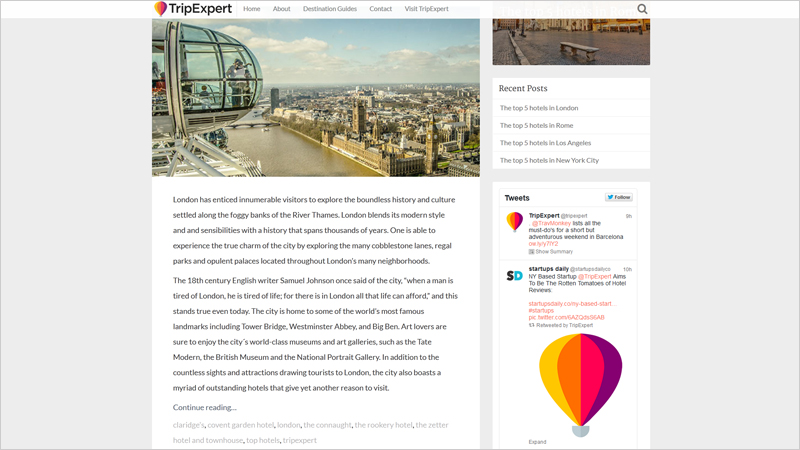 TripExpert Home About Destination Guides Contact Visit TripExpert
London has enticed innumerable visitors to explore the boundless history and culture
settled along the foggy banks of the River Thames. London blends its modern style
and and sensibilities with a history that spans thousands of years. One is able to
experience the true charm of the city by exploring the many cobblestone lanes, regal
parks and opulent palaces located throughout London's many neighborhoods.
The 18th century English writer Samuel Johnson once said of the city, "when a man is
tired of London, he is tired of life; for there is in London all that life can afford," and this
stands true even today. The city is home to some of the world's most famous
landmarks including Tower Bridge, Westminster Abbey, and Big Ben. Art lovers are
sure to enjoy the city´s world-class museums and art galleries, such as the Tate
Modern, the British Museum and the National Portrait Gallery. In addition to the
countless sights and attractions drawing tourists to London, the city also boasts a
myriad of outstanding hotels that give yet another reason to visit.
Continue reading...
claridge's, covent garden hotel, london, the connaught, the rookery hotel, the zetter
hotel and townhouse, top hotels, tripexpert
Recent Posts
The top 5 hotels in London
The top 5 hotels in Rome
The top 5 hotels in Los Angeles
The top 5 hotels in New York City
Tweets Follow
TripExpert @tripexpert 9h
. @TravMonkey lists all the
must-do's for a short but
adventurous weekend in Barcelona
Show Summary
startups daily @startupsdailyco 10h
NY Based Startup @TripExpert Aims
To Be The Rotten Tomatoes of Hotel
Reviews:
startupsdaily.co/ny-based-start...
#startups
pic.twitter.com/6AZQdsS6AB
Retweeted by TripExpert
Expand